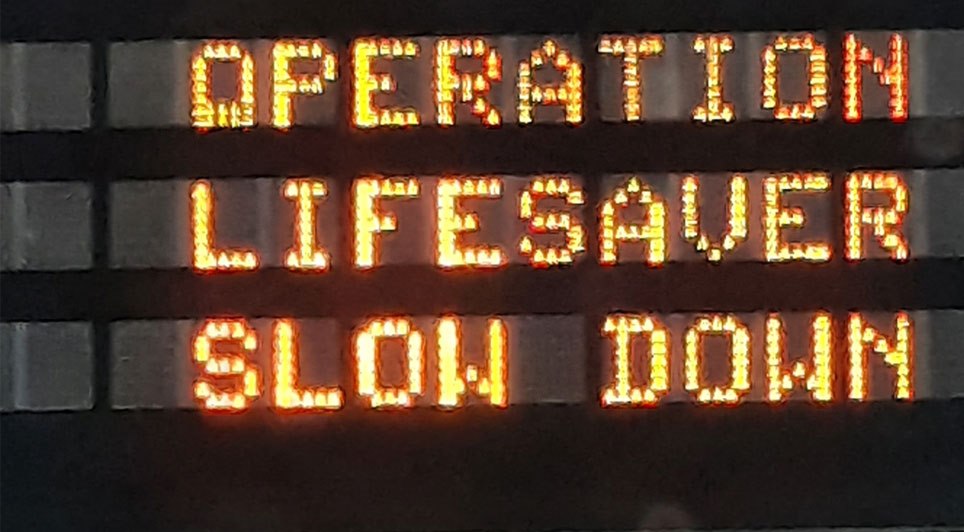 OPERATION
LIFESAVER
SLOW DOWN